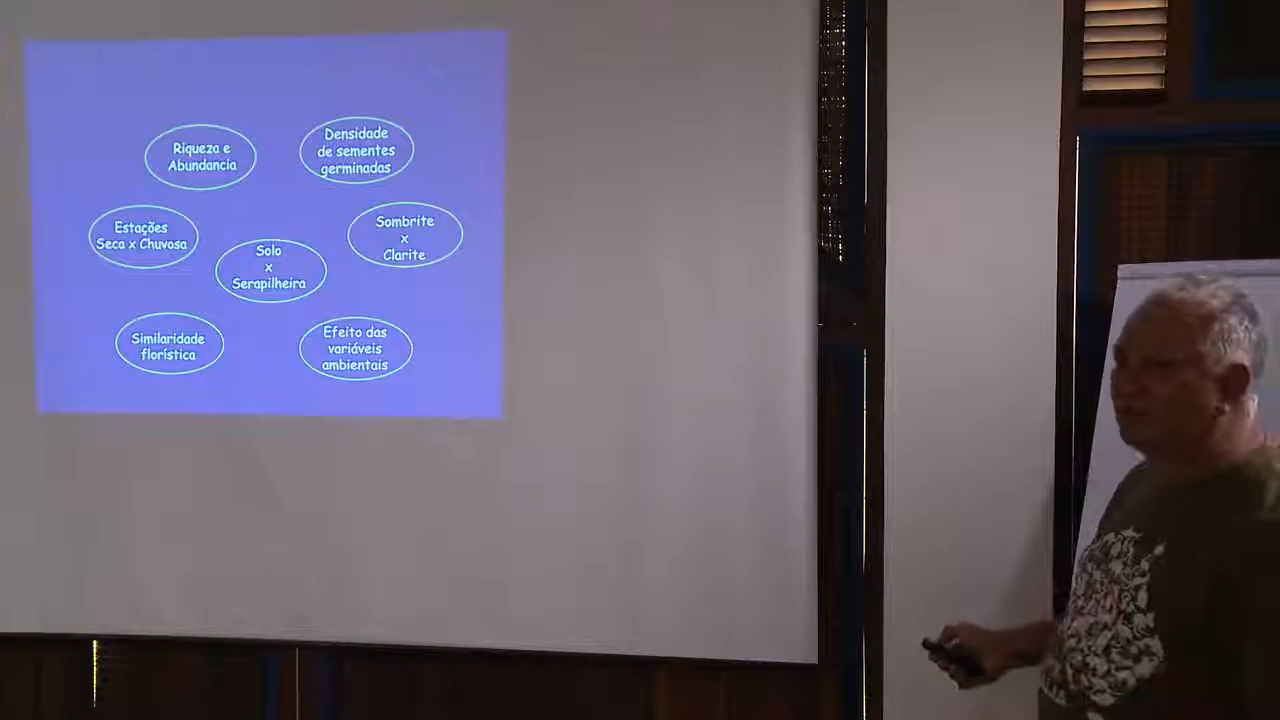 Riqueza e
Abundancia
Densidade
de sementes
germinadas
Estações
Seca x Chuvosa
Sombrite
x
Clarite
Solo
x
Serapilheira
Similaridade
florística
Efeito das
variáveis
ambientais